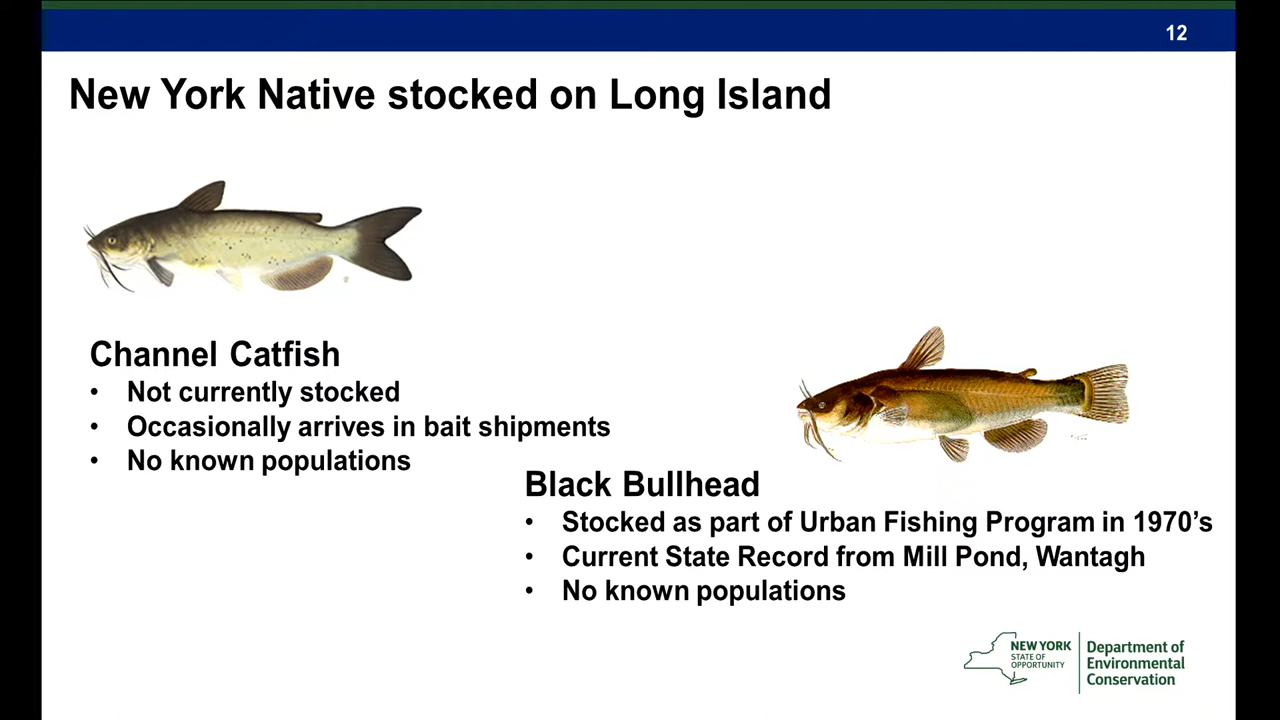 12
New York Native stocked on Long Island
Channel Catfish
• Not currently stocked
• Occasionally arrives in bait shipments
• No known populations
Black Bullhead
• Stocked as part of Urban Fishing Program in 1970's
• Current State Record from Mill Pond, Wantagh
• No known populations
NEW YORK
STATE OF
OPPORTUNITY
Department of
Environmental
Conservation